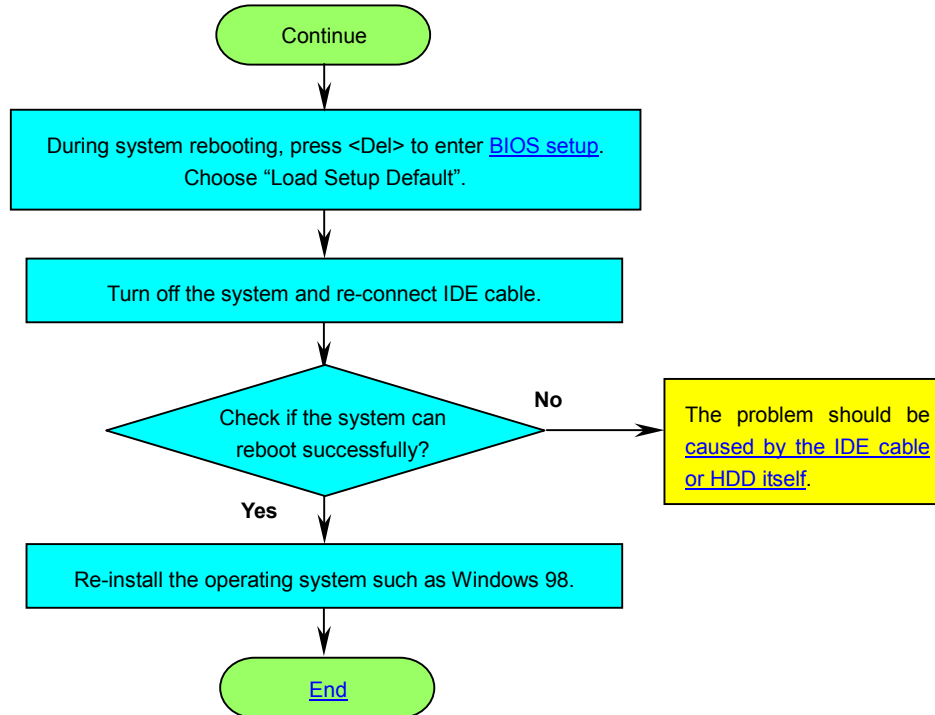 Continue
During system rebooting, press <Del> to enter BIOS setup.
Choose “Load Setup Default”.
Turn off the system and re-connect IDE cable.
Check if the system can
reboot successfully?
No
The problem should be
caused by the IDE cable
or HDD itself.
Yes
Re-install the operating system such as Windows 98.
End